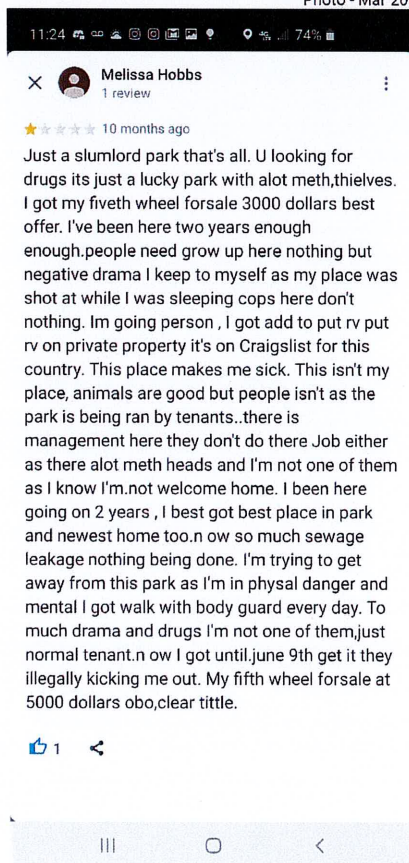 Photo - Mar 20
11:24
74%
Melissa Hobbs
1 review
10 months ago
Just a slumlord park that's all. U looking for
drugs its just a lucky park with alot meth,thielves.
I got my fiveth wheel forsale 3000 dollars best
offer. I've been here two years enough
enough.people need grow up here nothing but
negative drama I keep to myself as my place was
shot at while I was sleeping cops here don't
nothing. Im going person , I got add to put rv put
rv on private property it's on Craigslist for this
country. This place makes me sick. This isn't my
place, animals are good but people isn't as the
park is being ran by tenants..there is
management here they don't do there Job either
as there alot meth heads and I'm not one of them
as I know I'm.not welcome home. I been here
going on 2 years , I best got best place in park
and newest home too.n ow so much sewage
leakage nothing being done. I'm trying to get
away from this park as I'm in physal danger and
mental I got walk with body guard every day. To
much drama and drugs I'm not one of them,just
normal tenant.n ow I got until.june 9th get it they
illegally kicking me out. My fifth wheel forsale at
5000 dollars obo,clear tittle.
1